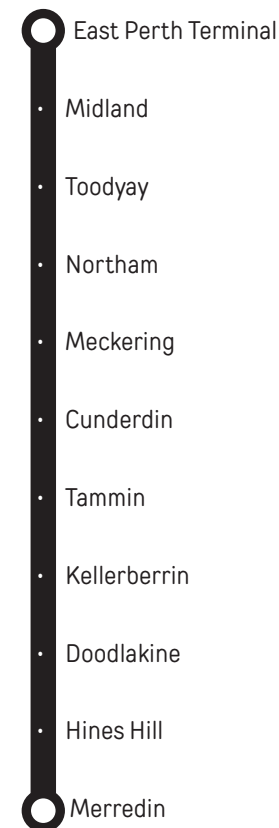 East Perth Terminal
Midland
Toodyay
Northam
Meckering
Cunderdin
Tammin
Kellerberrin
Doodlakine
Hines Hill
Merredin